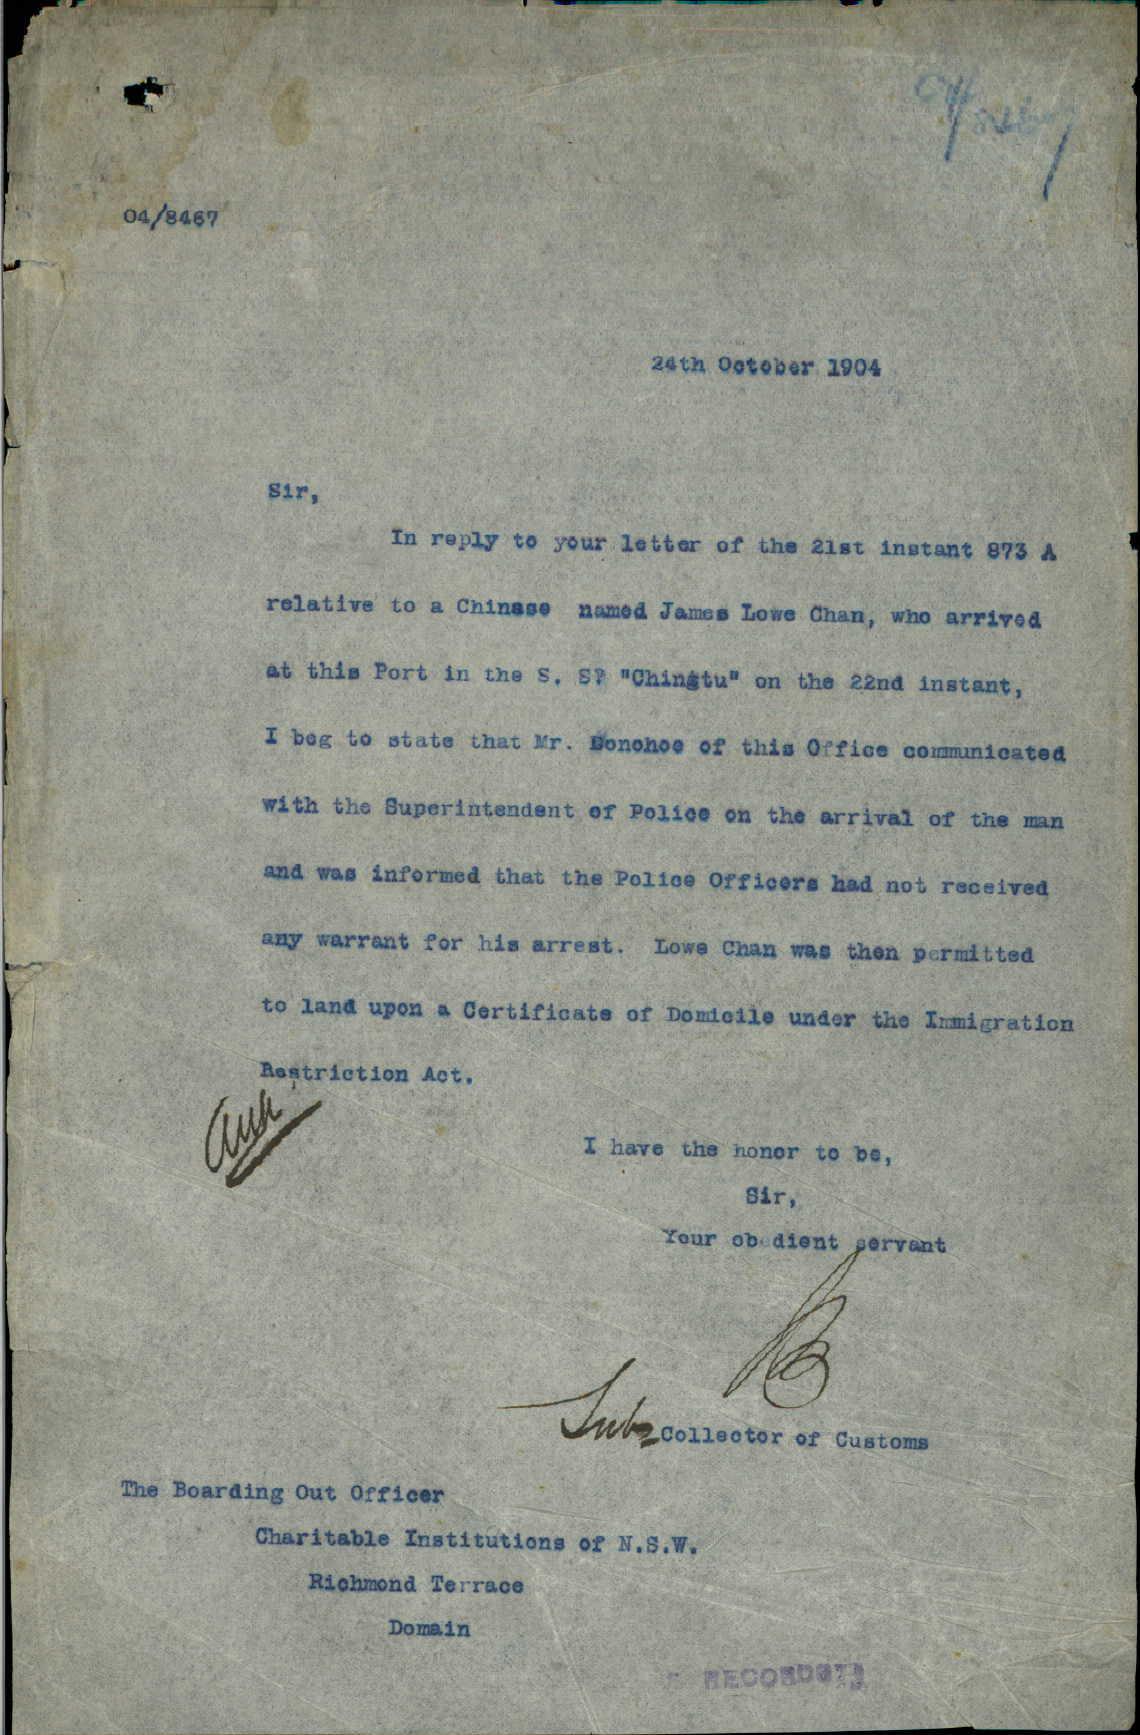 04/8467
24th October 1904
Sir,
In reply to your letter of the 21st instant 873 A
relative to a Chinese named James Lowe Chan, who arrived
at this Port in the S. S. "Chingtu" on the 22nd instant,
I beg to state that Mr. Donohoe of this Office communicated
with the Superintendent of Police on the arrival of the man
and was informed that the Police Officers had not received
any warrant for his arrest. Lowe Chan was then permitted
to land upon a Certificate of Domicile under the Immigration
Restriction Act.
I have the honor to be,
Sir,
Your obedient servant
Sub-Collector of Customs
The Boarding Out Officer
Charitable Institutions of N.S.W.
Richmond Terrace
Domain
RECORDS